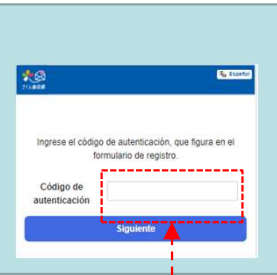 Español
Ingrese el código de autenticación, que figura en el
formulario de registro.
Código de
autenticación
Siguiente